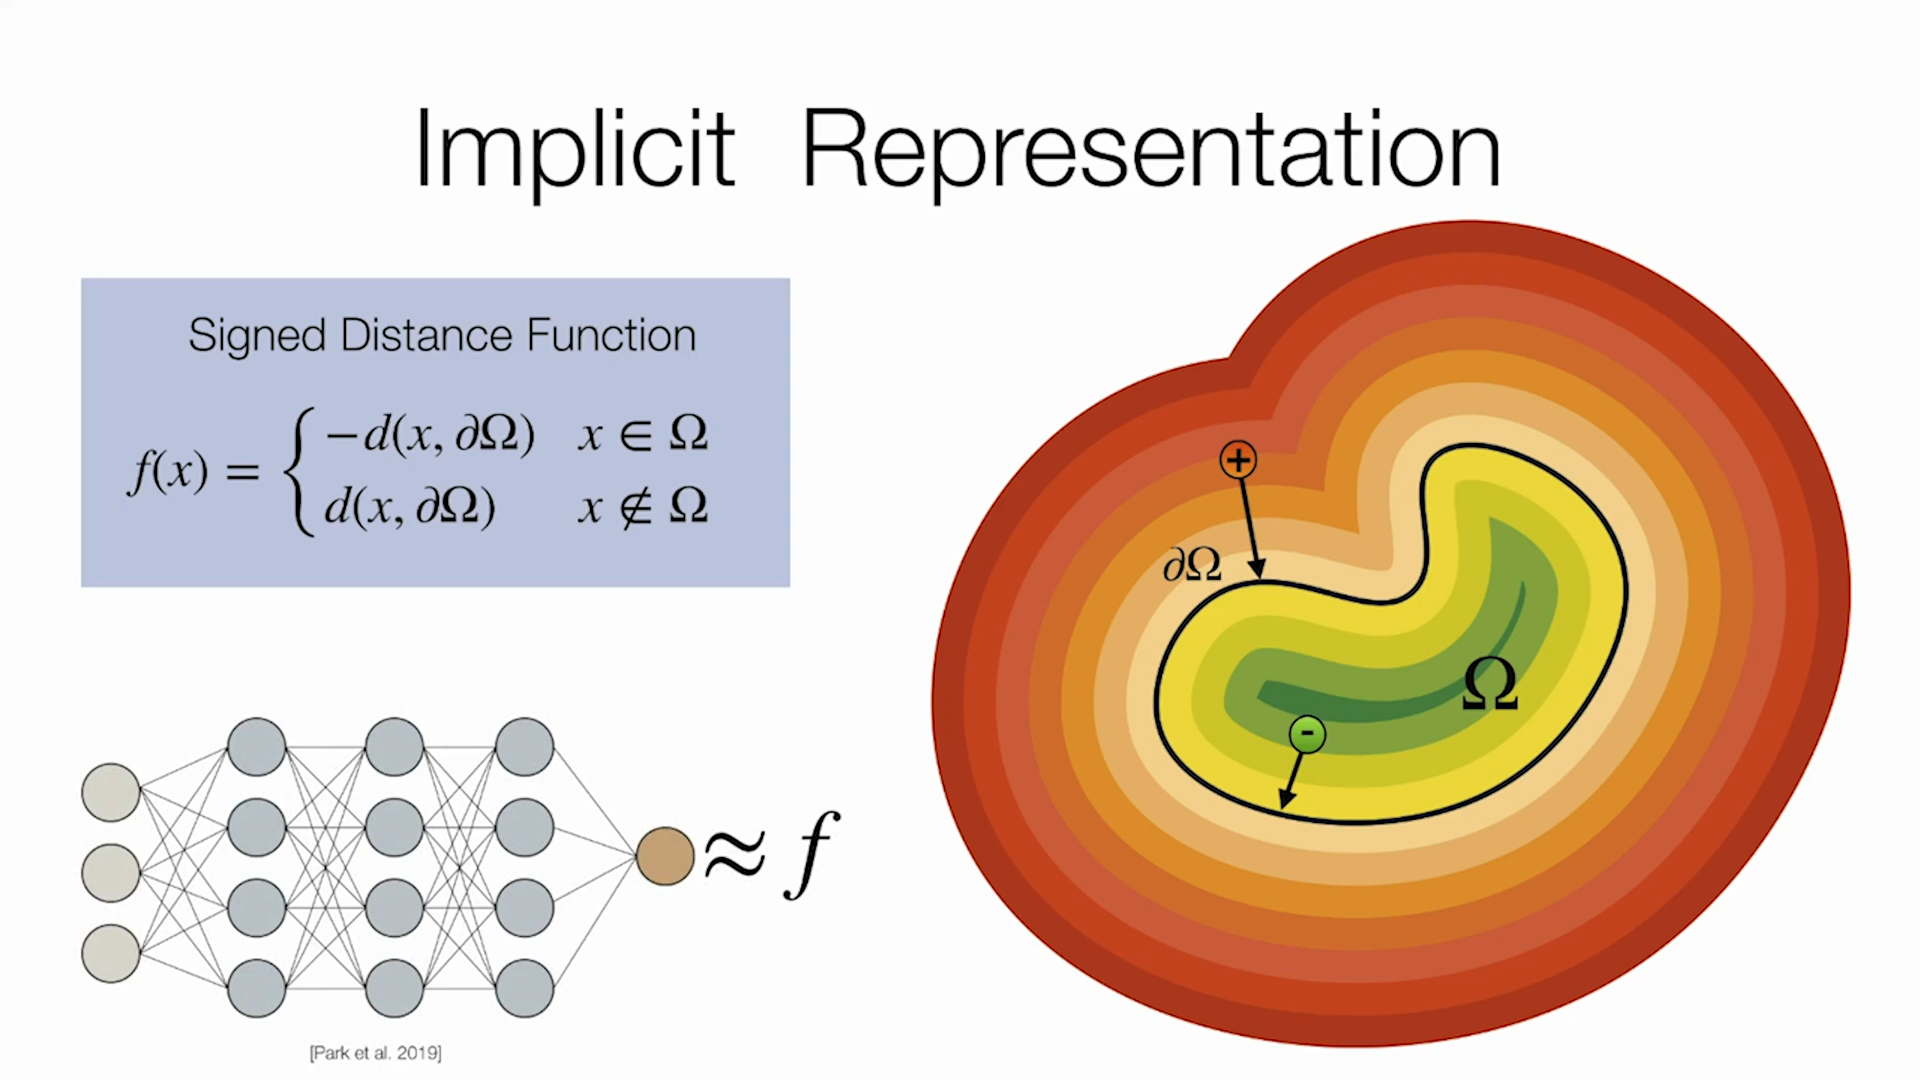 Implicit Representation
Signed Distance Function
f(x) = { −d(x, ∂Ω) x ∈ Ω
d(x, ∂Ω) x ∉ Ω
+
∂Ω
Ω
-
≈ f
[Park et al. 2019]